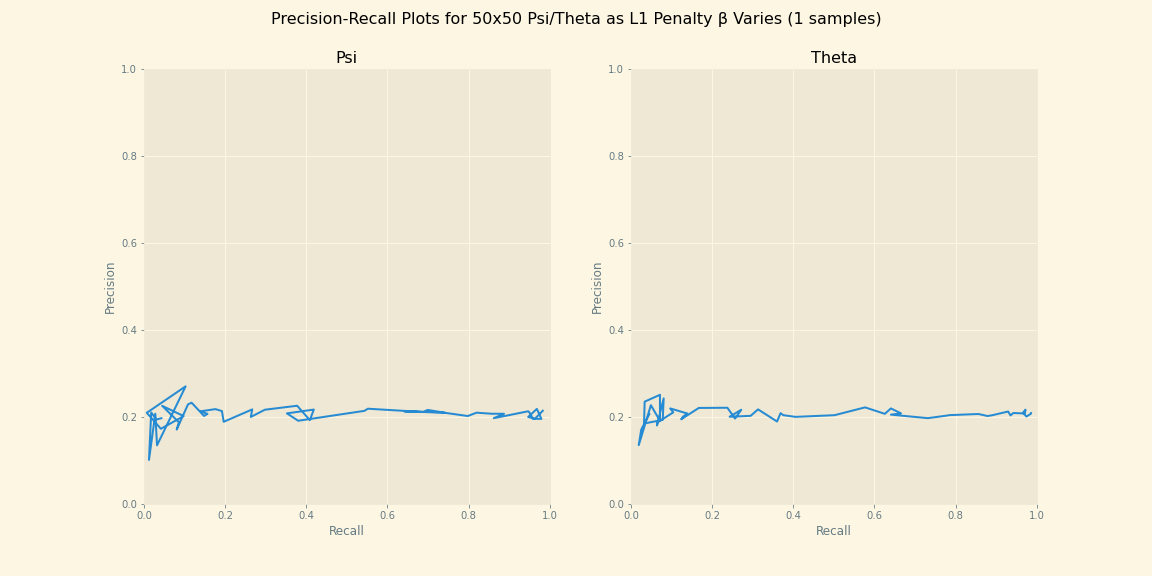 Precision-Recall Plots for 50x50 Psi/Theta as L1 Penalty β Varies (1 samples)
Psi
1.0
0.8
0.6
0.4
0.2
0.0
Precision
0.0 0.2 0.4 0.6 0.8 1.0
Recall
Theta
1.0
0.8
0.6
0.4
0.2
0.0
Precision
0.0 0.2 0.4 0.6 0.8 1.0
Recall